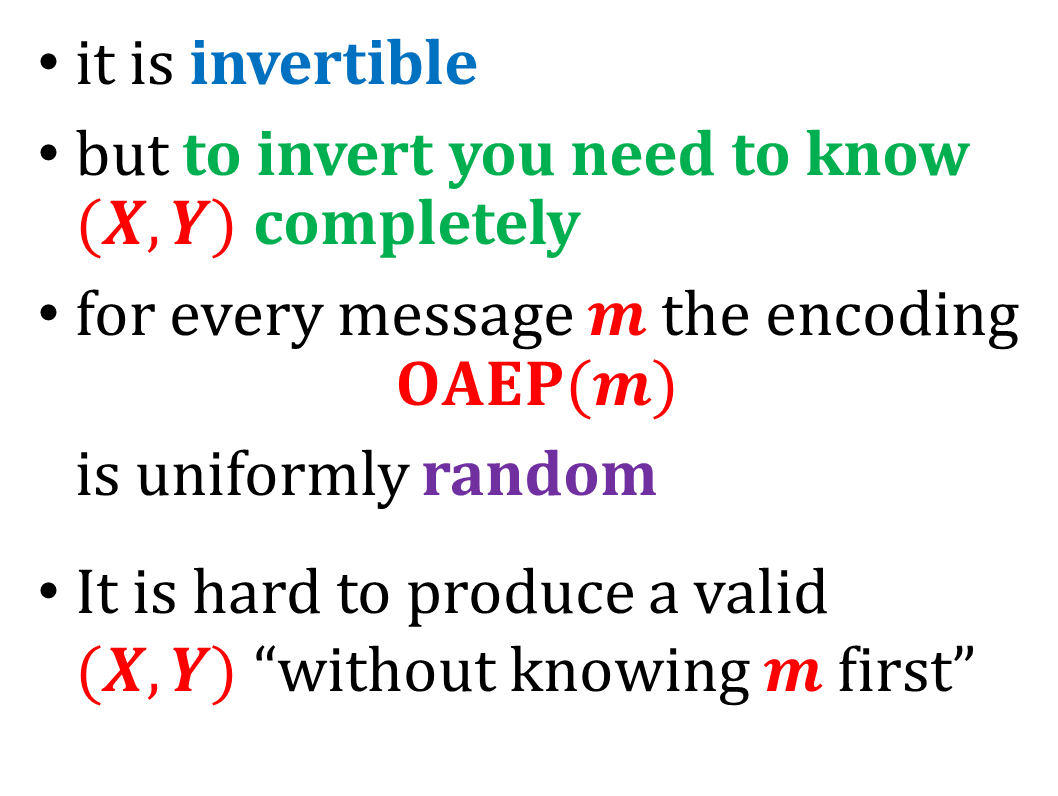 • it is invertible
• but to invert you need to know
(X, Y) completely
• for every message m the encoding
OAEP(m)
is uniformly random
• It is hard to produce a valid
(X, Y) “without knowing m first”